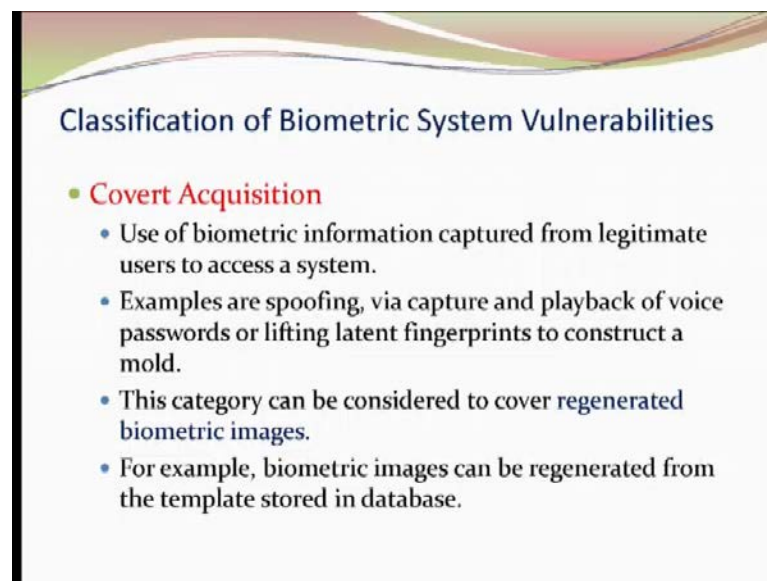 Classification of Biometric System Vulnerabilities
• Covert Acquisition
• Use of biometric information captured from legitimate
users to access a system.
• Examples are spoofing, via capture and playback of voice
passwords or lifting latent fingerprints to construct a
mold.
• This category can be considered to cover regenerated
biometric images.
• For example, biometric images can be regenerated from
the template stored in database.